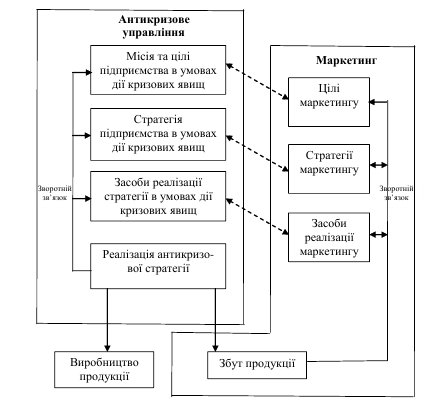 Антикризове
управління
Місія та цілі
підприємства в умовах
дії кризових явищ
Стратегія
підприємства в умовах
дії кризових явищ
Зворотній
зв’язок
Засоби реалізації
стратегії в умовах дії
кризових явищ
Реалізація антикризо-
вої стратегії
Виробництво
продукції
Маркетинг
Цілі
маркетингу
Стратегії
маркетингу
Зворотній
зв’язок
Засоби
реалізації
маркетингу
Збут продукції